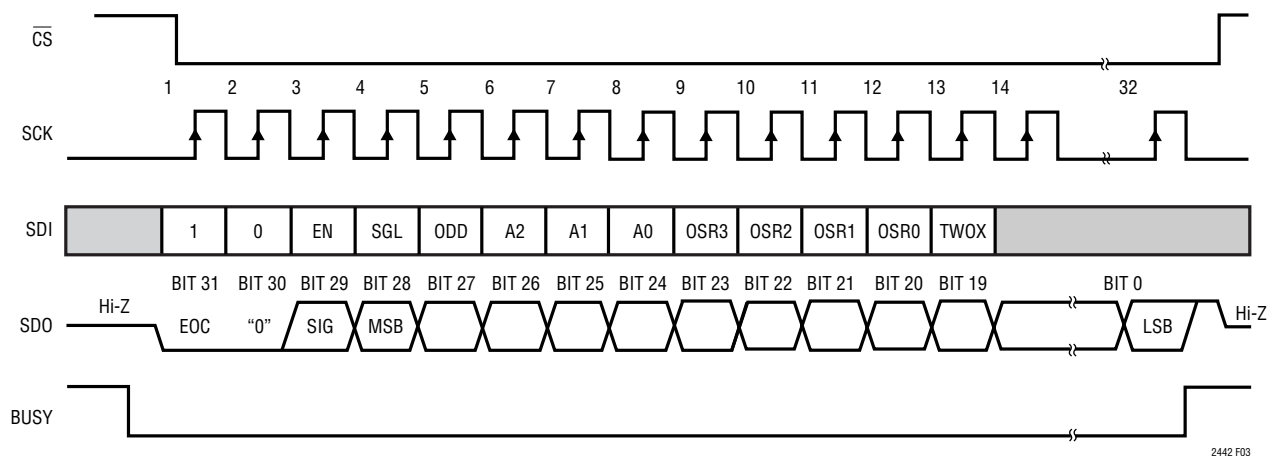 CS
1 2 3 4 5 6 7 8 9 10 11 12 13 14 32
SCK
SDI 1 0 EN SGL ODD A2 A1 A0 OSR3 OSR2 OSR1 OSR0 TWOX
BIT 31 BIT 30 BIT 29 BIT 28 BIT 27 BIT 26 BIT 25 BIT 24 BIT 23 BIT 22 BIT 21 BIT 20 BIT 19 BIT 0
Hi-Z Hi-Z
SDO EOC “0” SIG MSB LSB
BUSY
2442 F03